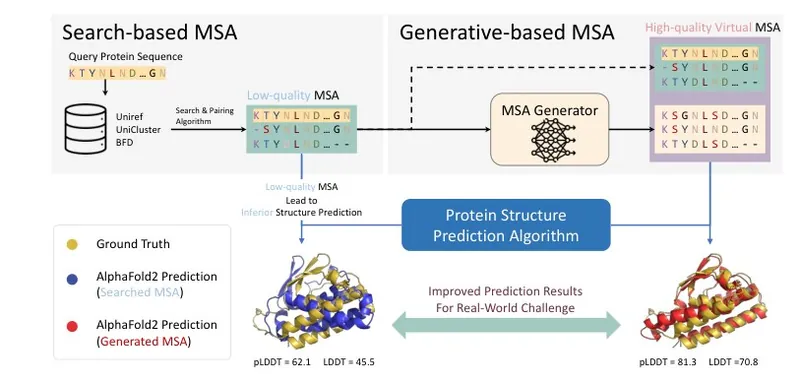 Search-based MSA
Query Protein Sequence
K T Y N L N D … G N
Uniref
UniCluster
BFD
Search & Pairing
Algorithm
Low-quality MSA
K T Y N L N D … G N
- S Y N L N D … G N
K T Y D L N D … - -
Low-quality MSA
Lead to
Inferior Structure Prediction
Generative-based MSA
MSA Generator
High-quality Virtual MSA
K T Y N L N D … G N
- S Y N L N D … G N
K T Y D L N D … - -
K S G N L S D … G N
K S Y N L N D … G N
K T Y D L S D … - -
Protein Structure
Prediction Algorithm
Ground Truth
AlphaFold2 Prediction
(Searched MSA)
AlphaFold2 Prediction
(Generated MSA)
pLDDT = 62.1 LDDT = 45.5
Improved Prediction Results
For Real-World Challenge
pLDDT = 81.3 LDDT =70.8